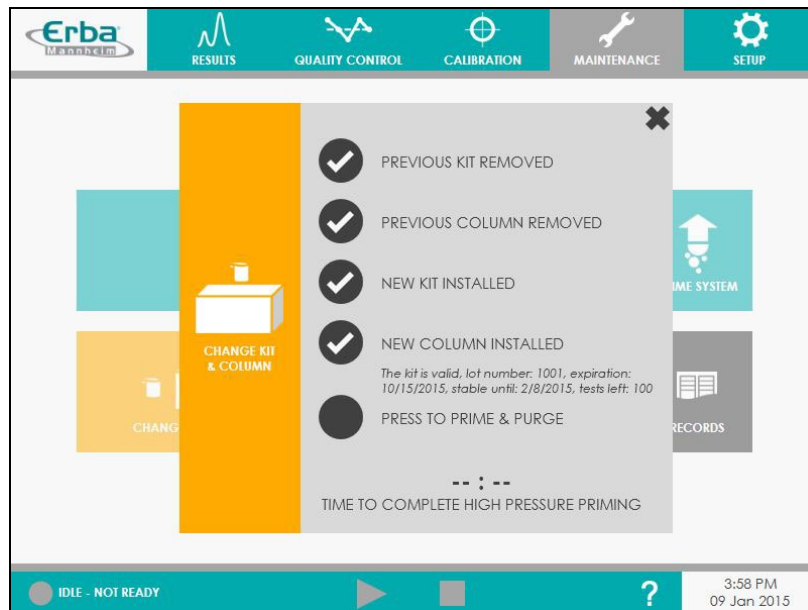 Erba
Mannheim
RESULTS
QUALITY CONTROL
CALIBRATION
MAINTENANCE
SETUP
PREVIOUS KIT REMOVED
PREVIOUS COLUMN REMOVED
NEW KIT INSTALLED
NEW COLUMN INSTALLED
The kit is valid, lot number: 1001, expiration:
10/15/2015, stable until: 2/8/2015, tests left: 100
PRESS TO PRIME & PURGE
-- : --
TIME TO COMPLETE HIGH PRESSURE PRIMING
CHANGE KIT
& COLUMN
CHANG
IME SYSTEM
RECORDS
IDLE - NOT READY
?
3:58 PM
09 Jan 2015